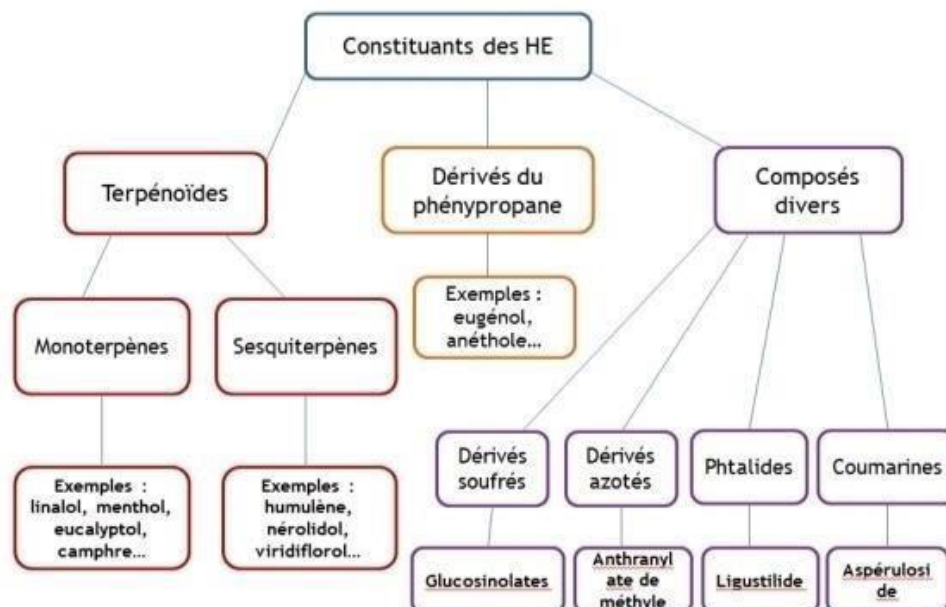 Constituants des HE
Terpénoïdes
Dérivés du
phénypropane
Composés
divers
Exemples :
eugénol,
anéthole...
Monoterpènes
Sesquiterpènes
Dérivés
soufrés
Dérivés
azotés
Phtalides
Coumarines
Exemples :
linalol, menthol,
eucalyptol,
camphre...
Exemples :
humulène,
nérolidol,
viridiflorol...
Glucosinolates
Anthranyl
ate de
méthyle
Ligustilide
Aspérulosi
de